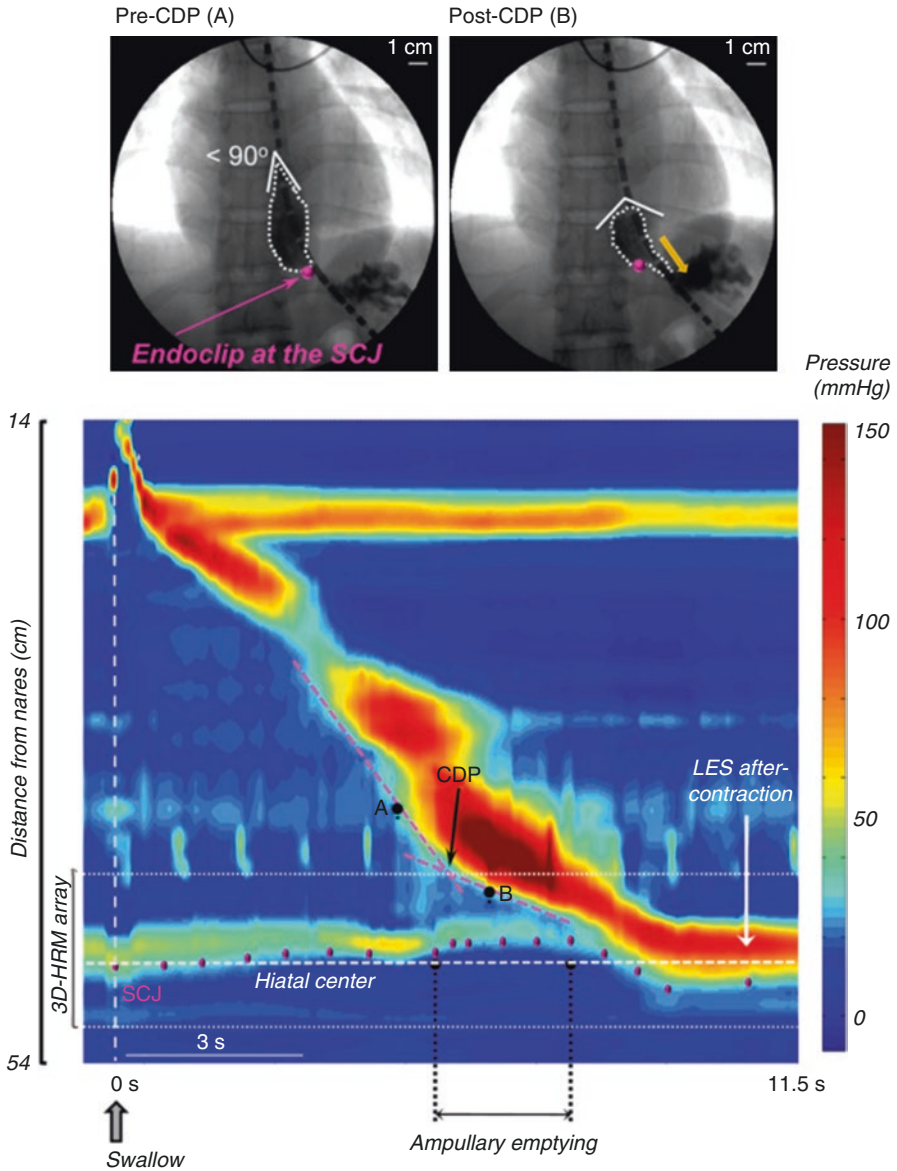 Pre-CDP (A)
Post-CDP (B)
1 cm
1 cm
< 90°
Endoclip at the SCJ
Pressure
(mmHg)
14
150
100
50
0
Distance from nares (cm)
3D-HRM array
CDP
A
B
LES after-
contraction
SCJ
Hiatal center
3 s
54
0 s
11.5 s
Swallow
Ampullary emptying